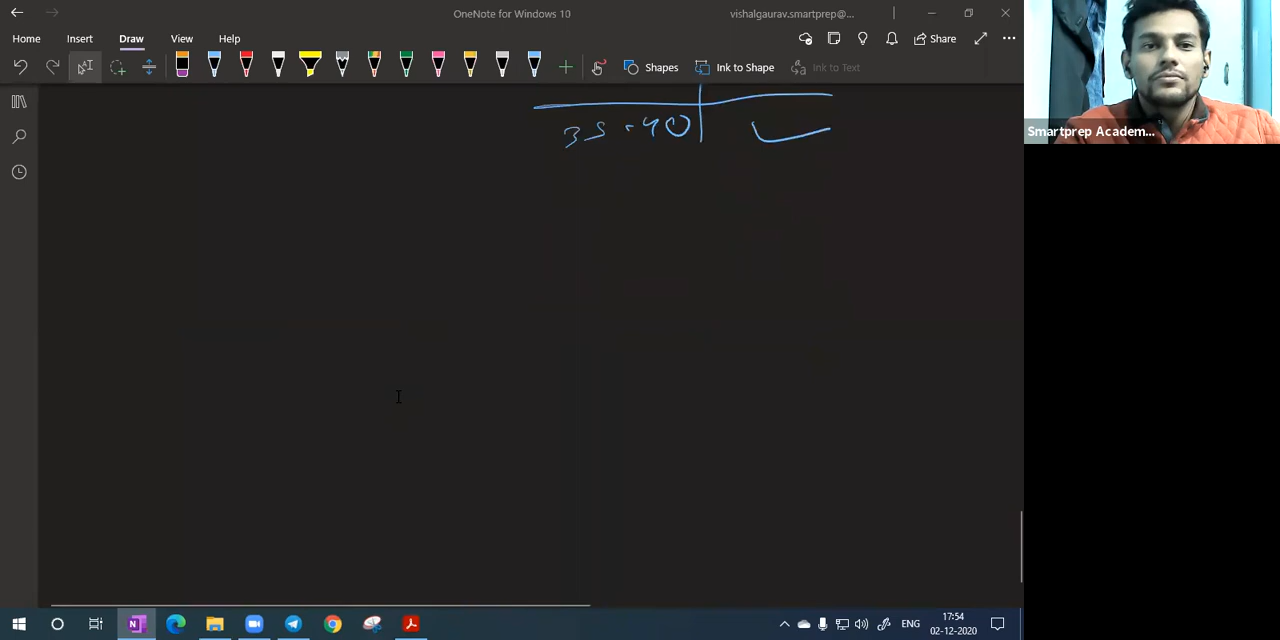 OneNote for Windows 10
vishalgaurav.smartprep@...
Home Insert Draw View Help
Share
Shapes
Ink to Shape
Ink to Text
Smartprep Academ...
35 - 40
ENG
17:54
02-12-2020